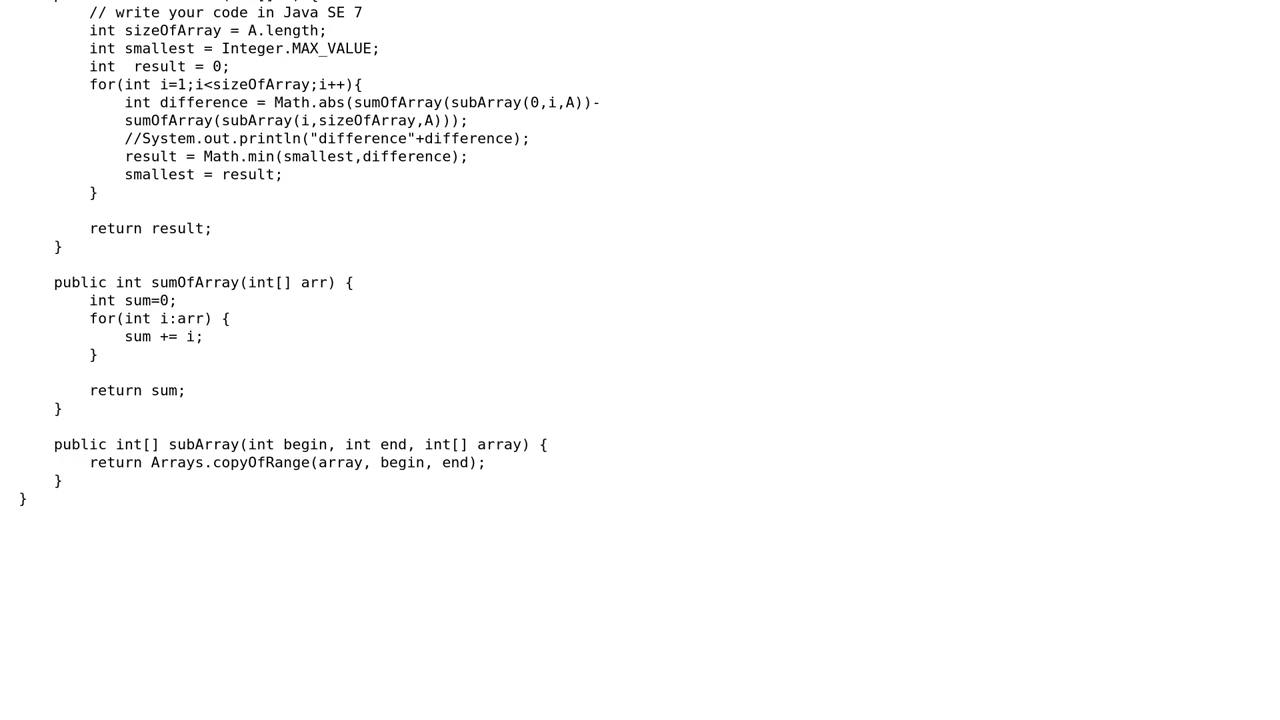 // write your code in Java SE 7
int sizeOfArray = A.length;
int smallest = Integer.MAX_VALUE;
int  result = 0;
for(int i=1;i<sizeOfArray;i++){
int difference = Math.abs(sumOfArray(subArray(0,i,A))-
sumOfArray(subArray(i,sizeOfArray,A)));
//System.out.println("difference"+difference);
result = Math.min(smallest,difference);
smallest = result;
}
return result;
}
public int sumOfArray(int[] arr) {
int sum=0;
for(int i:arr) {
sum += i;
}
return sum;
}
public int[] subArray(int begin, int end, int[] array) {
return Arrays.copyOfRange(array, begin, end);
}
}